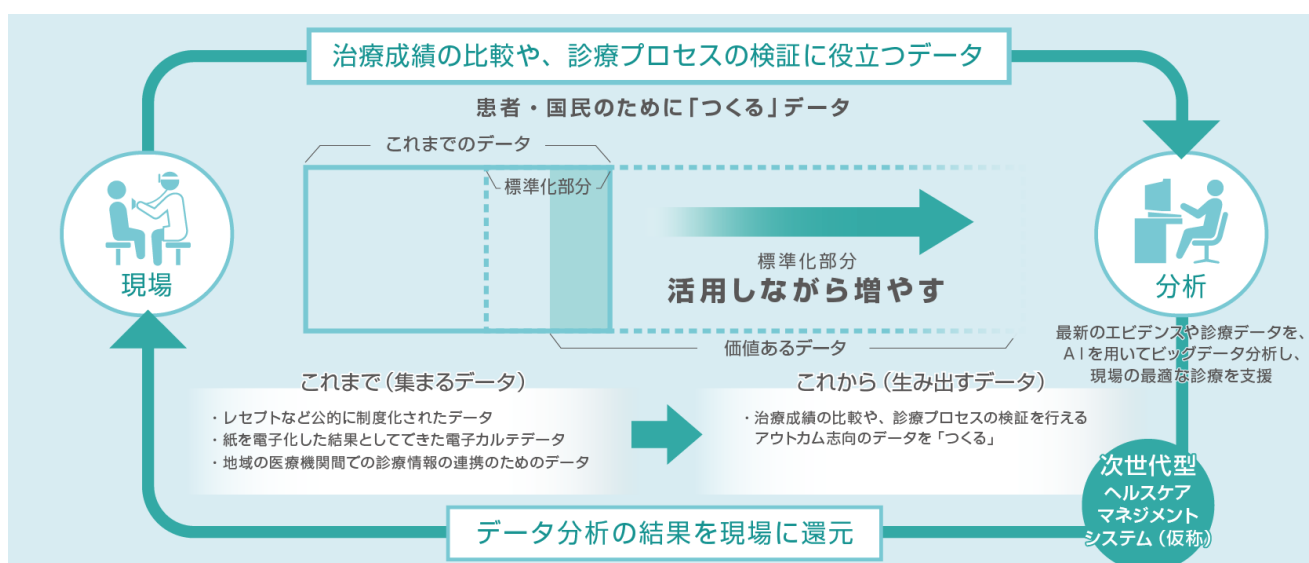 治療成績の比較や、診療プロセスの検証に役立つデータ
患者・国民のために「つくる」データ
これまでのデータ
標準化部分
現場
標準化部分
活用しながら増やす
価値あるデータ
分析
最新のエビデンスや診療データを、
AIを用いてビッグデータ分析し、
現場の最適な診療を支援
これまで(集まるデータ)
・レセプトなど公的に制度化されたデータ
・紙を電子化した結果としてできた電子カルテデータ
・地域の医療機関間での診療情報の連携のためのデータ
これから(生み出すデータ)
・治療成績の比較や、診療プロセスの検証を行える
アウトカム志向のデータを「つくる」
次世代型
ヘルスケア
マネジメント
システム(仮称)
データ分析の結果を現場に還元